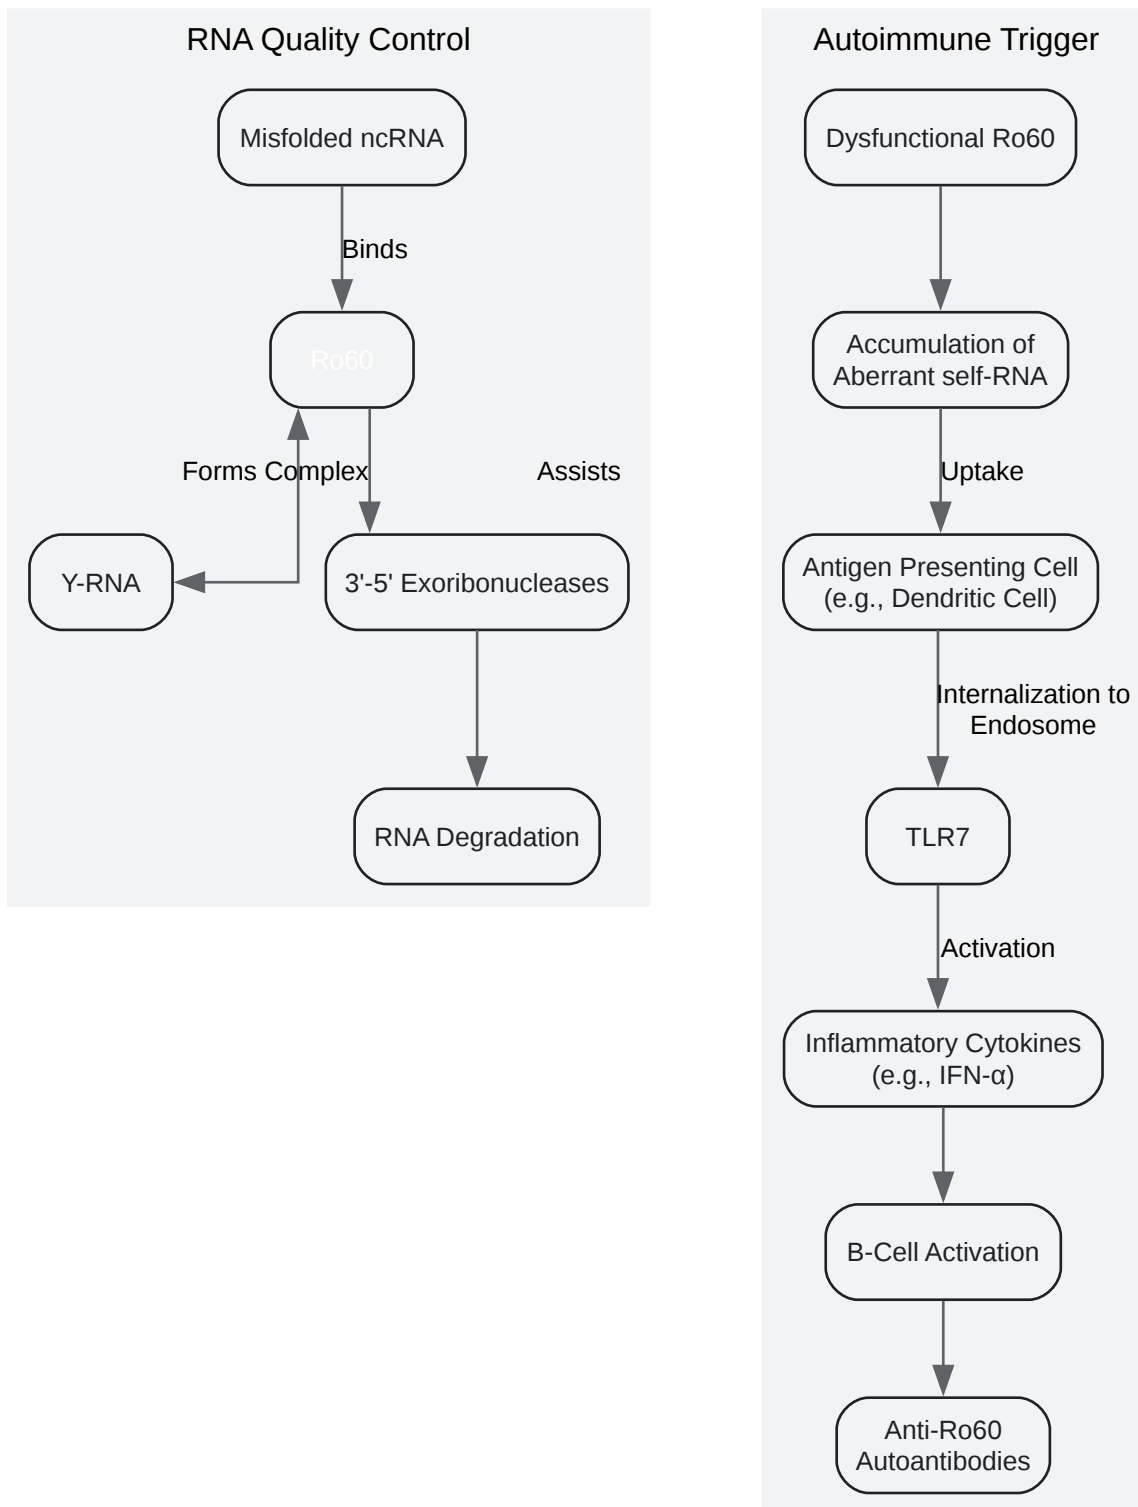 RNA Quality Control
Misfolded ncRNA
Binds
Ro60
Forms Complex
Assists
Y-RNA
3'-5' Exoribonucleases
RNA Degradation
Autoimmune Trigger
Dysfunctional Ro60
Accumulation of
Aberrant self-RNA
Uptake
Antigen Presenting Cell
(e.g., Dendritic Cell)
Internalization to
Endosome
TLR7
Activation
Inflammatory Cytokines
(e.g., IFN-α)
B-Cell Activation
Anti-Ro60
Autoantibodies